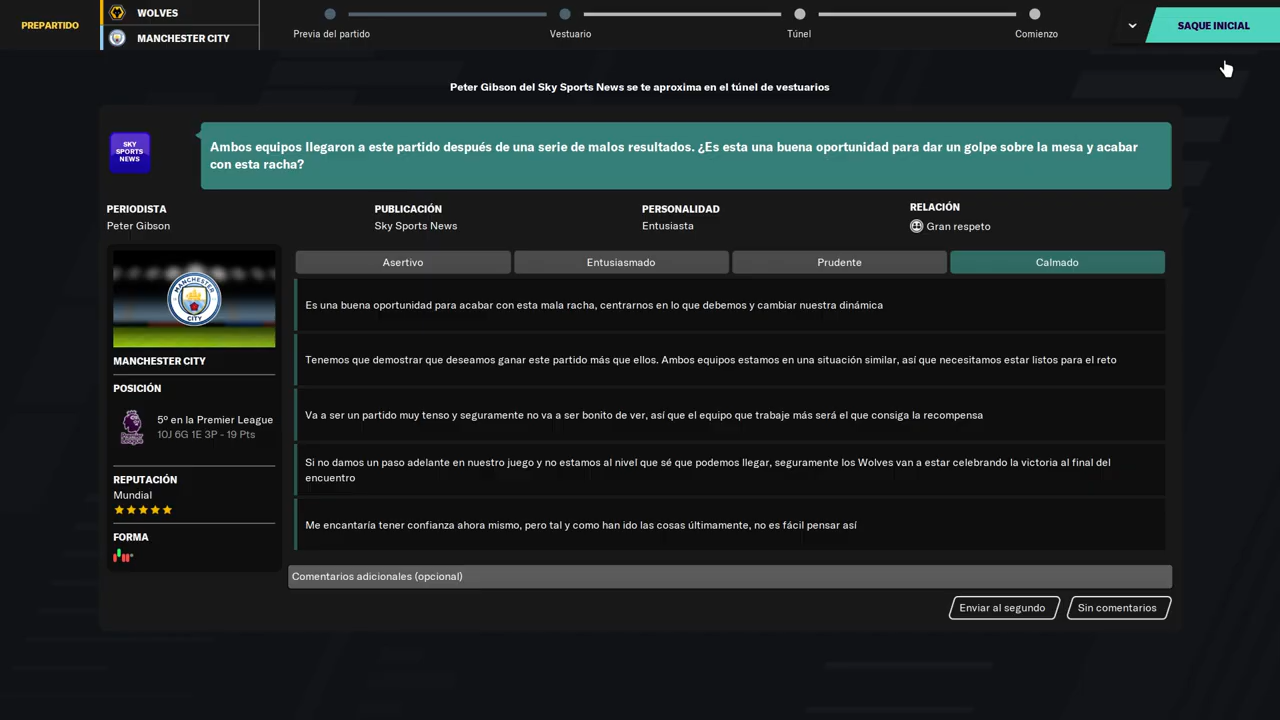 PREPARTIDO
WOLVES
MANCHESTER CITY
Previa del partido
Vestuario
Túnel
Comienzo
SAQUE INICIAL
Peter Gibson del Sky Sports News se te aproxima en el túnel de vestuarios
SKY
SPORTS
NEWS
Ambos equipos llegaron a este partido después de una serie de malos resultados. ¿Es esta una buena oportunidad para dar un golpe sobre la mesa y acabar
con esta racha?
PERIODISTA
Peter Gibson
PUBLICACIÓN
Sky Sports News
PERSONALIDAD
Entusiasta
RELACIÓN
Gran respeto
MANCHESTER
CITY
MANCHESTER CITY
POSICIÓN
5º en la Premier League
10J 6G 1E 3P - 19 Pts
REPUTACIÓN
Mundial
FORMA
Asertivo
Entusiasmado
Prudente
Calmado
Es una buena oportunidad para acabar con esta mala racha, centrarnos en lo que debemos y cambiar nuestra dinámica
Tenemos que demostrar que deseamos ganar este partido más que ellos. Ambos equipos estamos en una situación similar, así que necesitamos estar listos para el reto
Va a ser un partido muy tenso y seguramente no va a ser bonito de ver, así que el equipo que trabaje más será el que consiga la recompensa
Si no damos un paso adelante en nuestro juego y no estamos al nivel que sé que podemos llegar, seguramente los Wolves van a estar celebrando la victoria al final del
encuentro
Me encantaría tener confianza ahora mismo, pero tal y como han ido las cosas últimamente, no es fácil pensar así
Comentarios adicionales (opcional)
Enviar al segundo
Sin comentarios